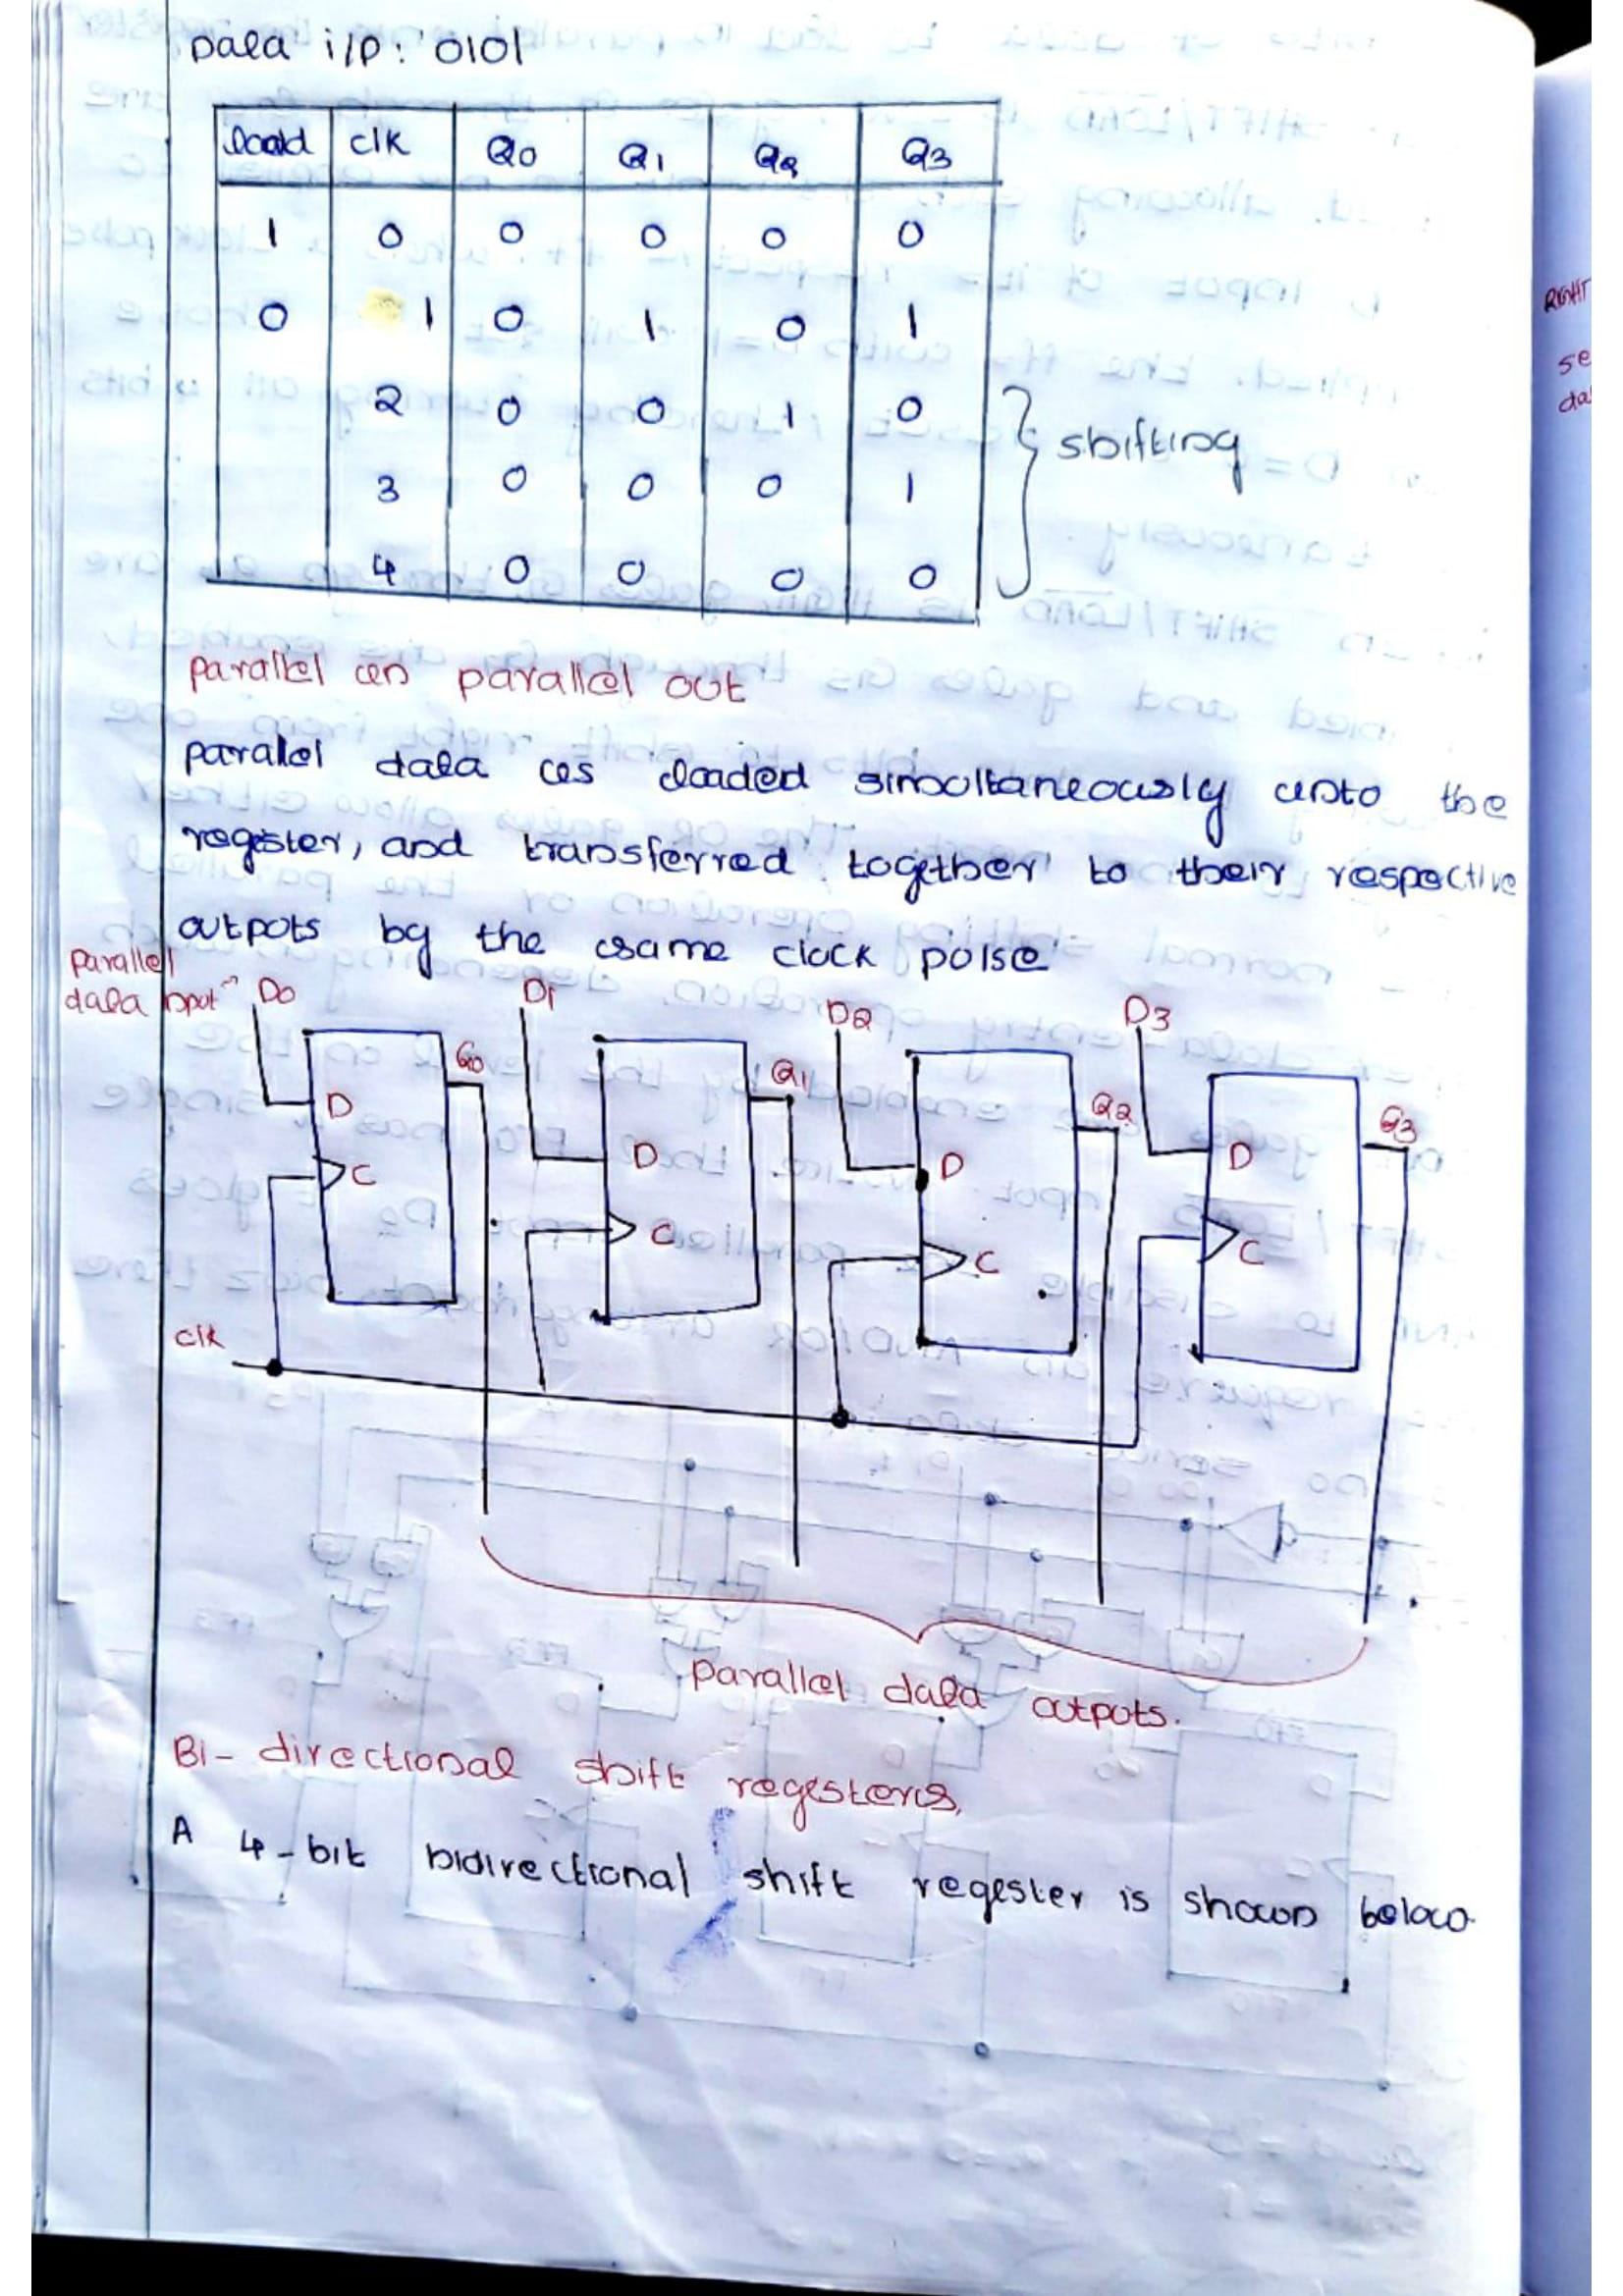 Data i/p: 0101
load clk Q0 Q1 Q2 Q3
1 0 0 0 0 0
0 1 0 1 0 1
2 0 0 1 0
3 0 0 0 1
4 0 0 0 0
shifting
parallel in parallel out
parallel data is loaded simultaneously into the
register, and transferred together to their respective
outputs by the same clock pulse
Parallel
data input → D0 D1 D2 D3
Q0 Q1 Q2 Q3
D D D D
C C C C
clk
parallel data outputs.
Bi-directional shift registers
A 4-bit bidirectional shift register is shown below.
RIGHT
se
da